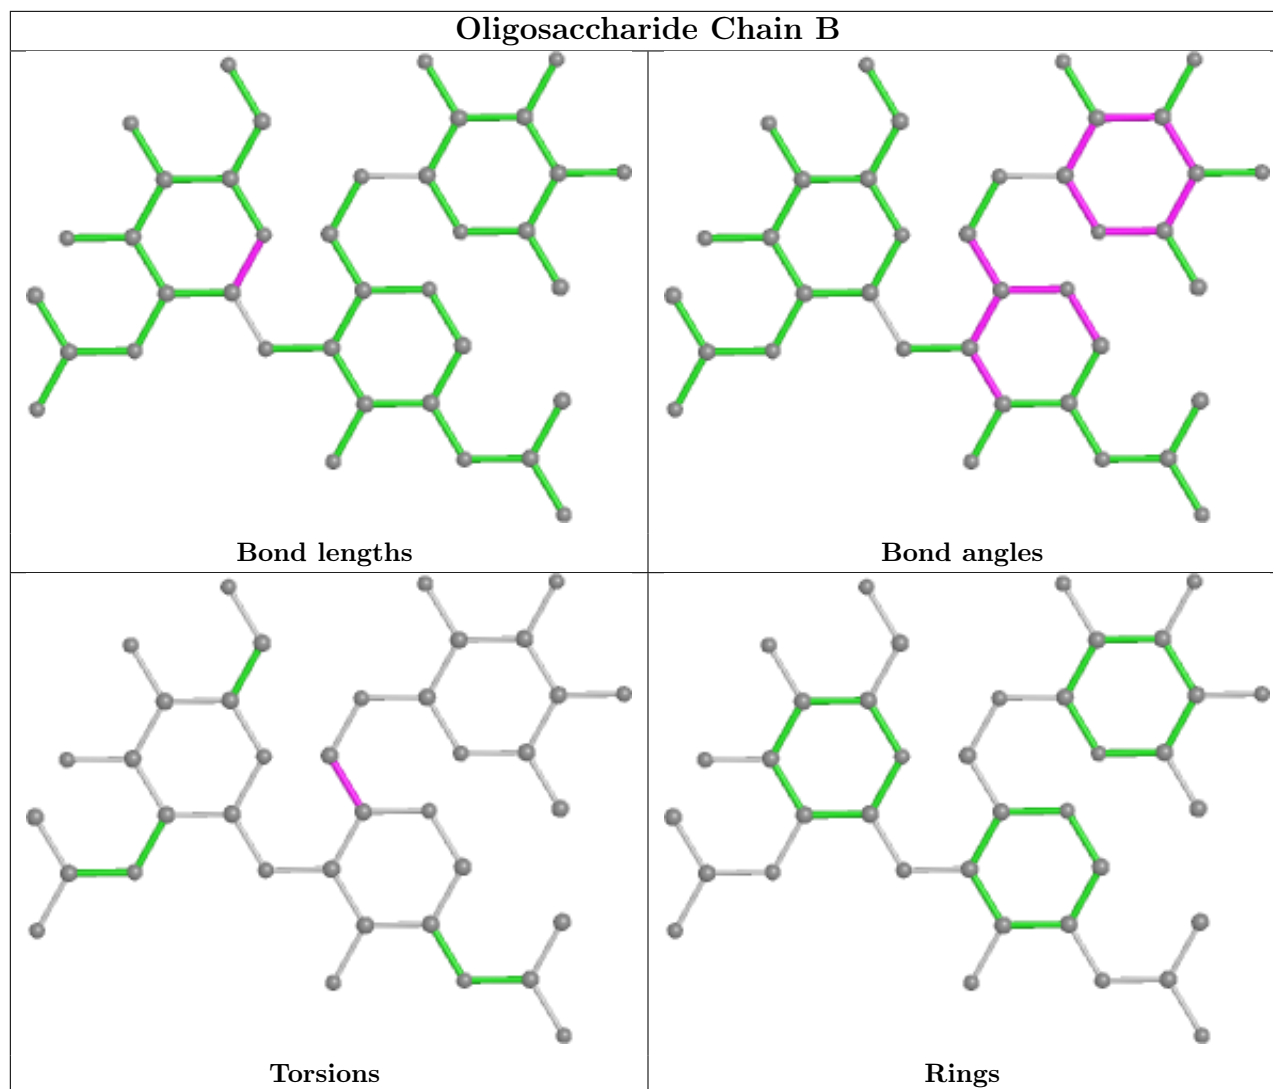 Oligosaccharide Chain B
Bond lengths
Bond angles
Torsions
Rings